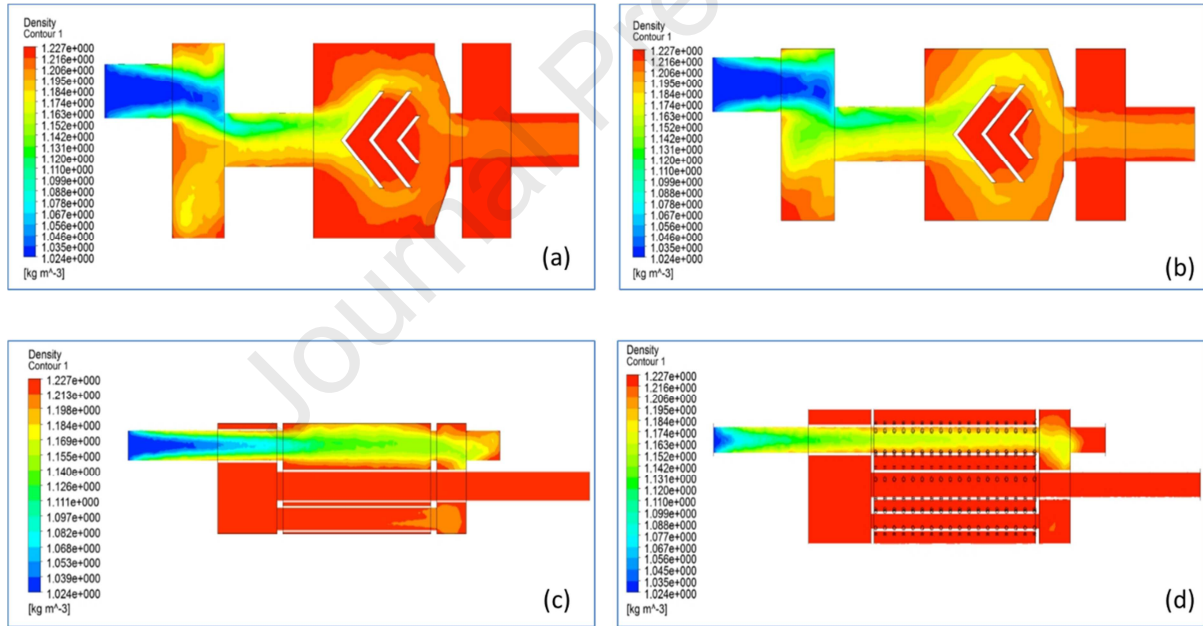 Density
Contour 1
1.227e+000
1.216e+000
1.206e+000
1.195e+000
1.184e+000
1.174e+000
1.163e+000
1.152e+000
1.142e+000
1.131e+000
1.120e+000
1.110e+000
1.099e+000
1.088e+000
1.077e+000
1.067e+000
1.056e+000
1.046e+000
1.035e+000
1.024e+000
[kg m^-3]
(a)
Density
Contour 1
1.227e+000
1.216e+000
1.206e+000
1.195e+000
1.184e+000
1.174e+000
1.163e+000
1.152e+000
1.142e+000
1.131e+000
1.120e+000
1.110e+000
1.099e+000
1.088e+000
1.077e+000
1.067e+000
1.056e+000
1.046e+000
1.035e+000
1.024e+000
[kg m^-3]
(b)
Density
Contour 1
1.227e+000
1.213e+000
1.198e+000
1.184e+000
1.169e+000
1.155e+000
1.140e+000
1.126e+000
1.111e+000
1.097e+000
1.082e+000
1.068e+000
1.053e+000
1.039e+000
1.024e+000
[kg m^-3]
(c)
Density
Contour 1
1.227e+000
1.216e+000
1.206e+000
1.195e+000
1.184e+000
1.174e+000
1.163e+000
1.152e+000
1.142e+000
1.131e+000
1.120e+000
1.110e+000
1.099e+000
1.088e+000
1.077e+000
1.067e+000
1.056e+000
1.045e+000
1.035e+000
1.024e+000
[kg m^-3]
(d)
Journal Pre